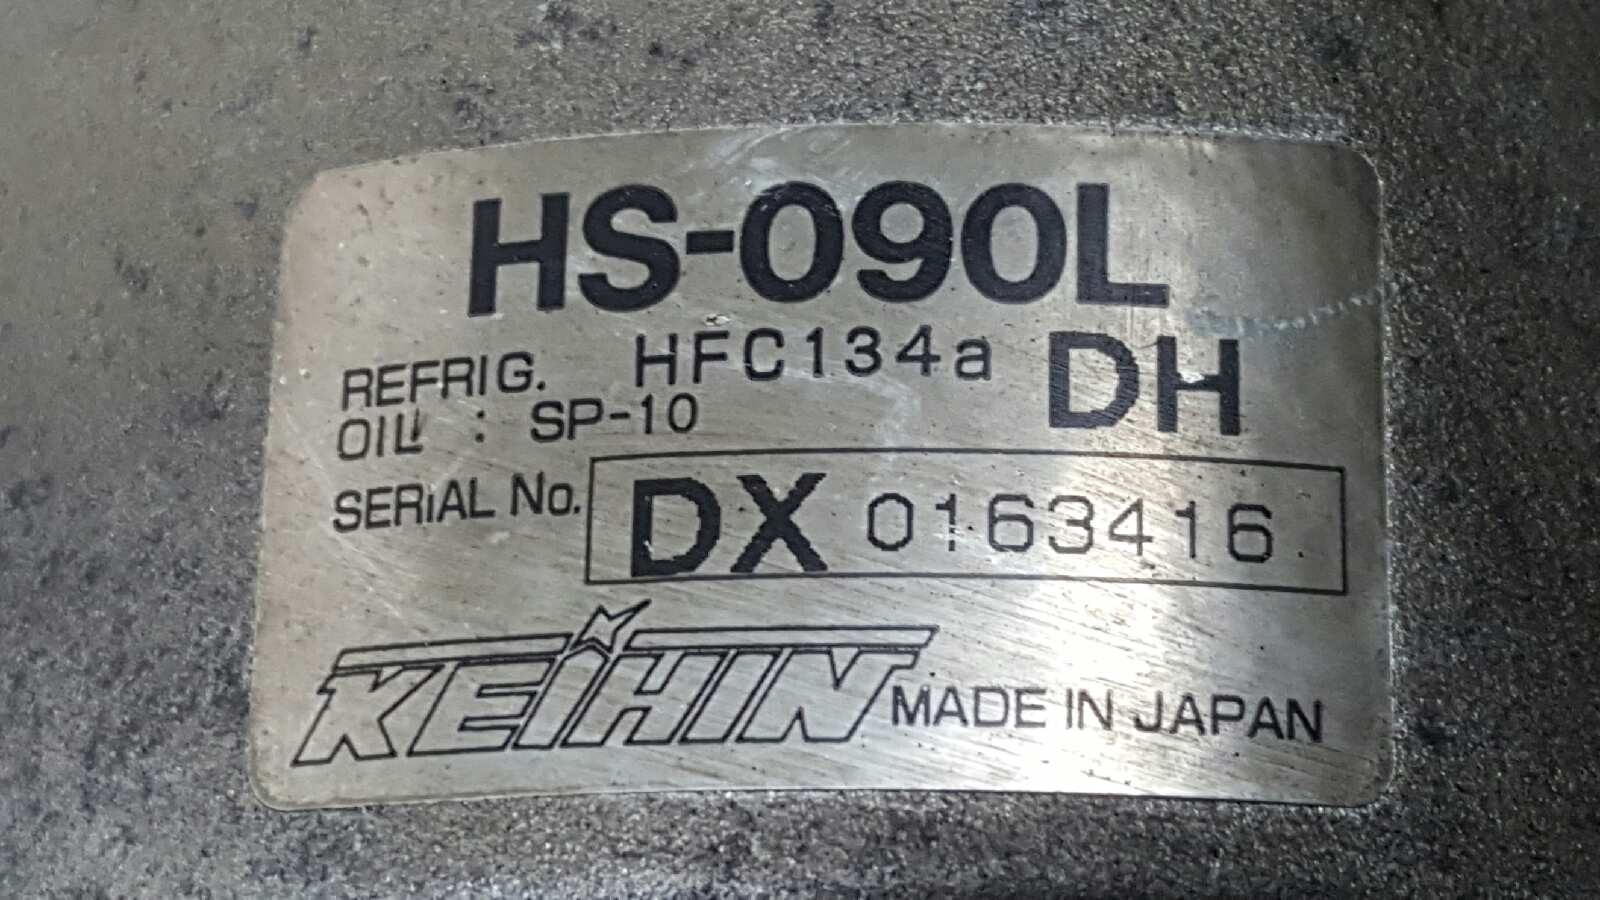 HS-090L
REFRIG. HFC134a DH
OIL : SP-10
SERiAL No. DX 0163416
KEiHIN MADE IN JAPAN